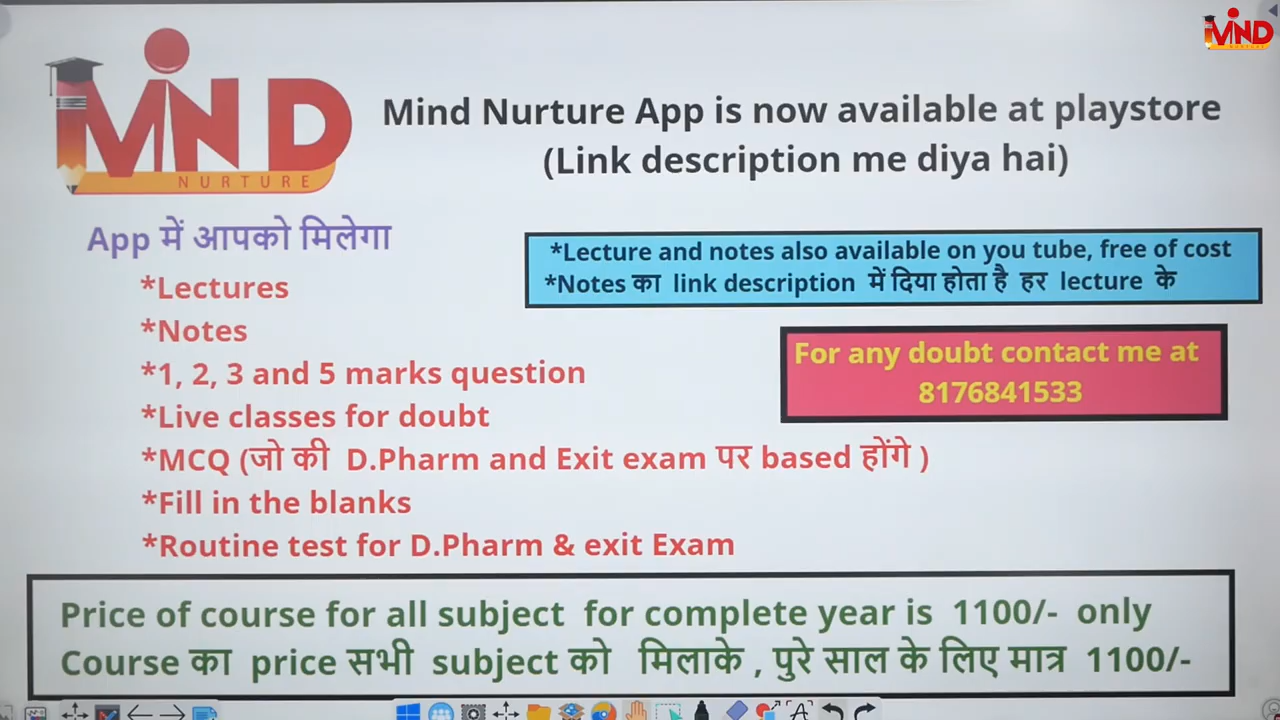 MIND
NURTURE
MIND
NURTURE
Mind Nurture App is now available at playstore
(Link description me diya hai)
App में आपको मिलेगा
*Lectures
*Notes
*1, 2, 3 and 5 marks question
*Live classes for doubt
*MCQ (जो की D.Pharm and Exit exam पर based होंगे )
*Fill in the blanks
*Routine test for D.Pharm & exit Exam
*Lecture and notes also available on you tube, free of cost
*Notes का link description में दिया होता है हर lecture के
For any doubt contact me at
8176841533
Price of course for all subject for complete year is 1100/- only
Course का price सभी subject को मिलाके , पुरे साल के लिए मात्र 1100/-